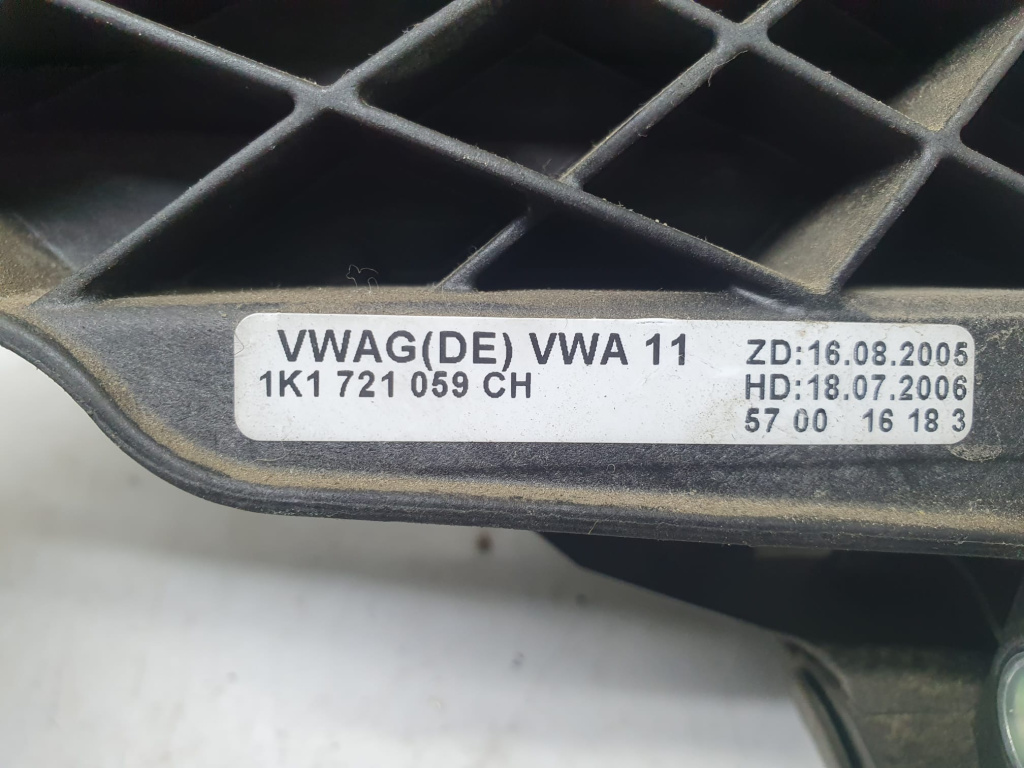 VWAG(DE) VWA 11
1K1 721 059 CH
ZD:16.08.2005
HD:18.07.2006
57 00 16 18 3